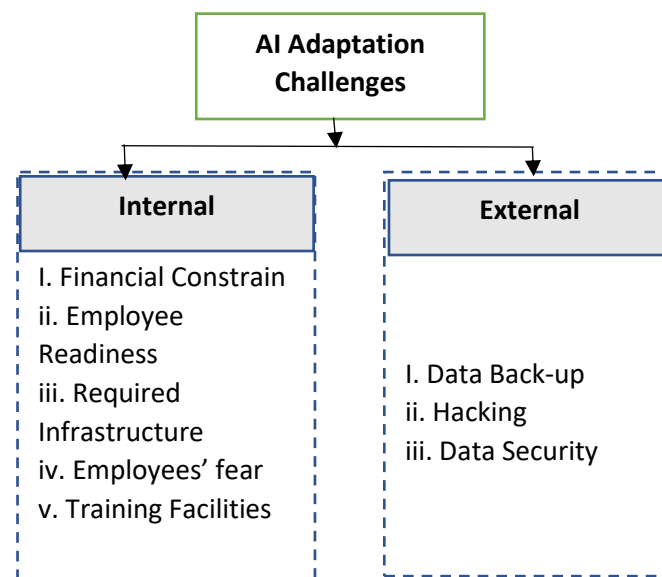 AI Adaptation
Challenges
Internal
I. Financial Constrain
ii. Employee
Readiness
iii. Required
Infrastructure
iv. Employees’ fear
v. Training Facilities
External
I. Data Back-up
ii. Hacking
iii. Data Security